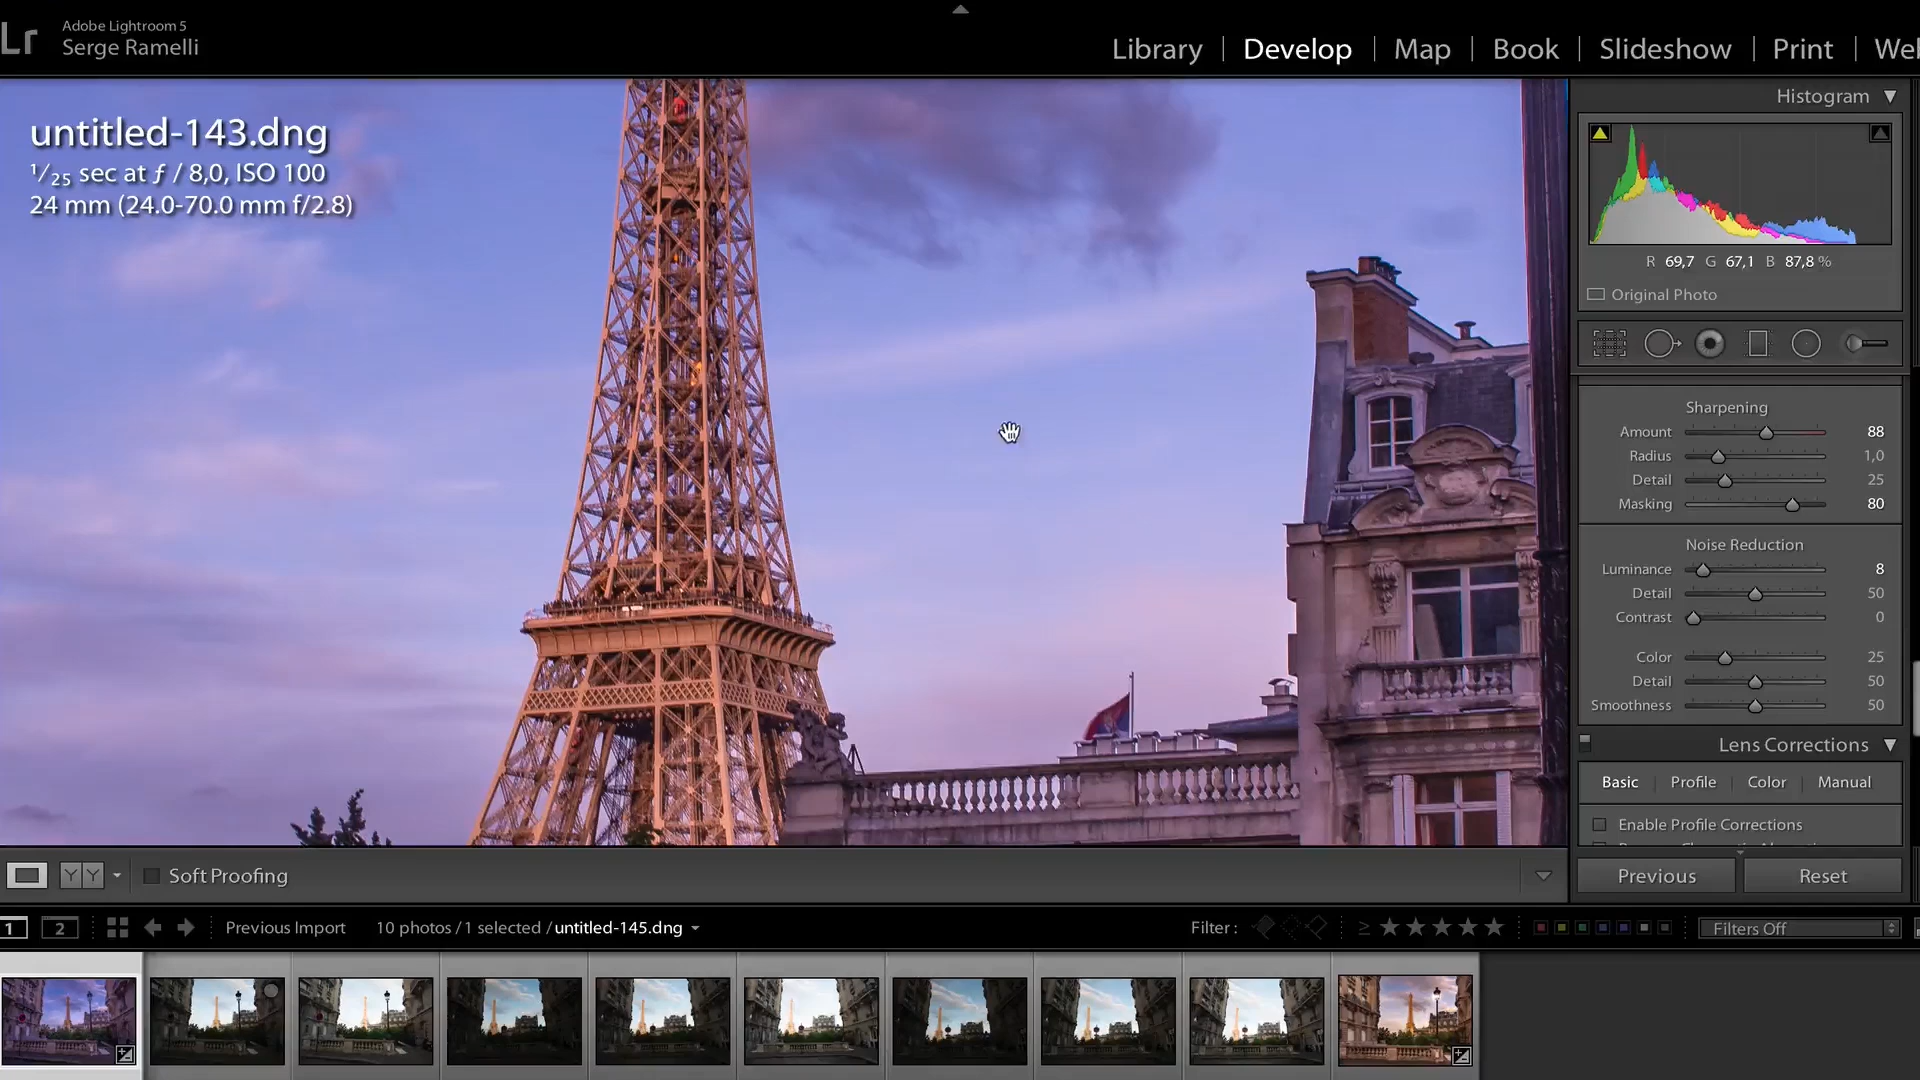 Lr
Adobe Lightroom 5
Serge Ramelli
Library | Develop | Map | Book | Slideshow | Print |
untitled-143.dng
1/25 sec at ƒ / 8,0, ISO 100
24 mm (24.0-70.0 mm f/2.8)
Histogram
R 69,7 G 67,1 B 87,8 %
Original Photo
Sharpening
Amount 88
Radius 1,0
Detail 25
Masking 80
Noise Reduction
Luminance 8
Detail 50
Contrast 0
Color 25
Detail 50
Smoothness 50
Lens Corrections
Basic | Profile | Color | Manual
Enable Profile Corrections
Previous Reset
YY Soft Proofing
1 2 Previous Import 10 photos / 1 selected / untitled-145.dng Filter : ≥ Filters Off